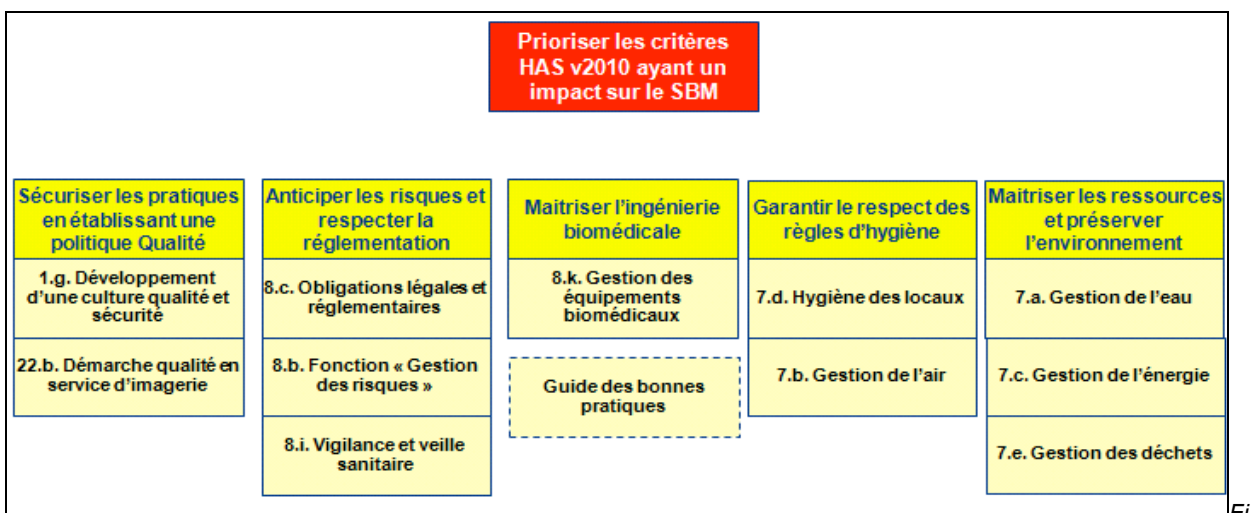 Prioriser les critères
HAS v2010 ayant un
impact sur le SBM
Sécuriser les pratiques
en établissant une
politique Qualité
1.g. Développement
d'une culture qualité et
sécurité
22.b. Démarche qualité en
service d'imagerie
Anticiper les risques et
respecter la
réglementation
8.c. Obligations légales et
réglementaires
8.b. Fonction « Gestion
des risques »
8.i. Vigilance et veille
sanitaire
Maitriser l'ingénierie
biomédicale
8.k. Gestion des
équipements
biomédicaux
Guide des bonnes
pratiques
Garantir le respect des
règles d'hygiène
7.d. Hygiène des locaux
7.b. Gestion de l'air
Maitriser les ressources
et préserver
l'environnement
7.a. Gestion de l'eau
7.c. Gestion de l'énergie
7.e. Gestion des déchets